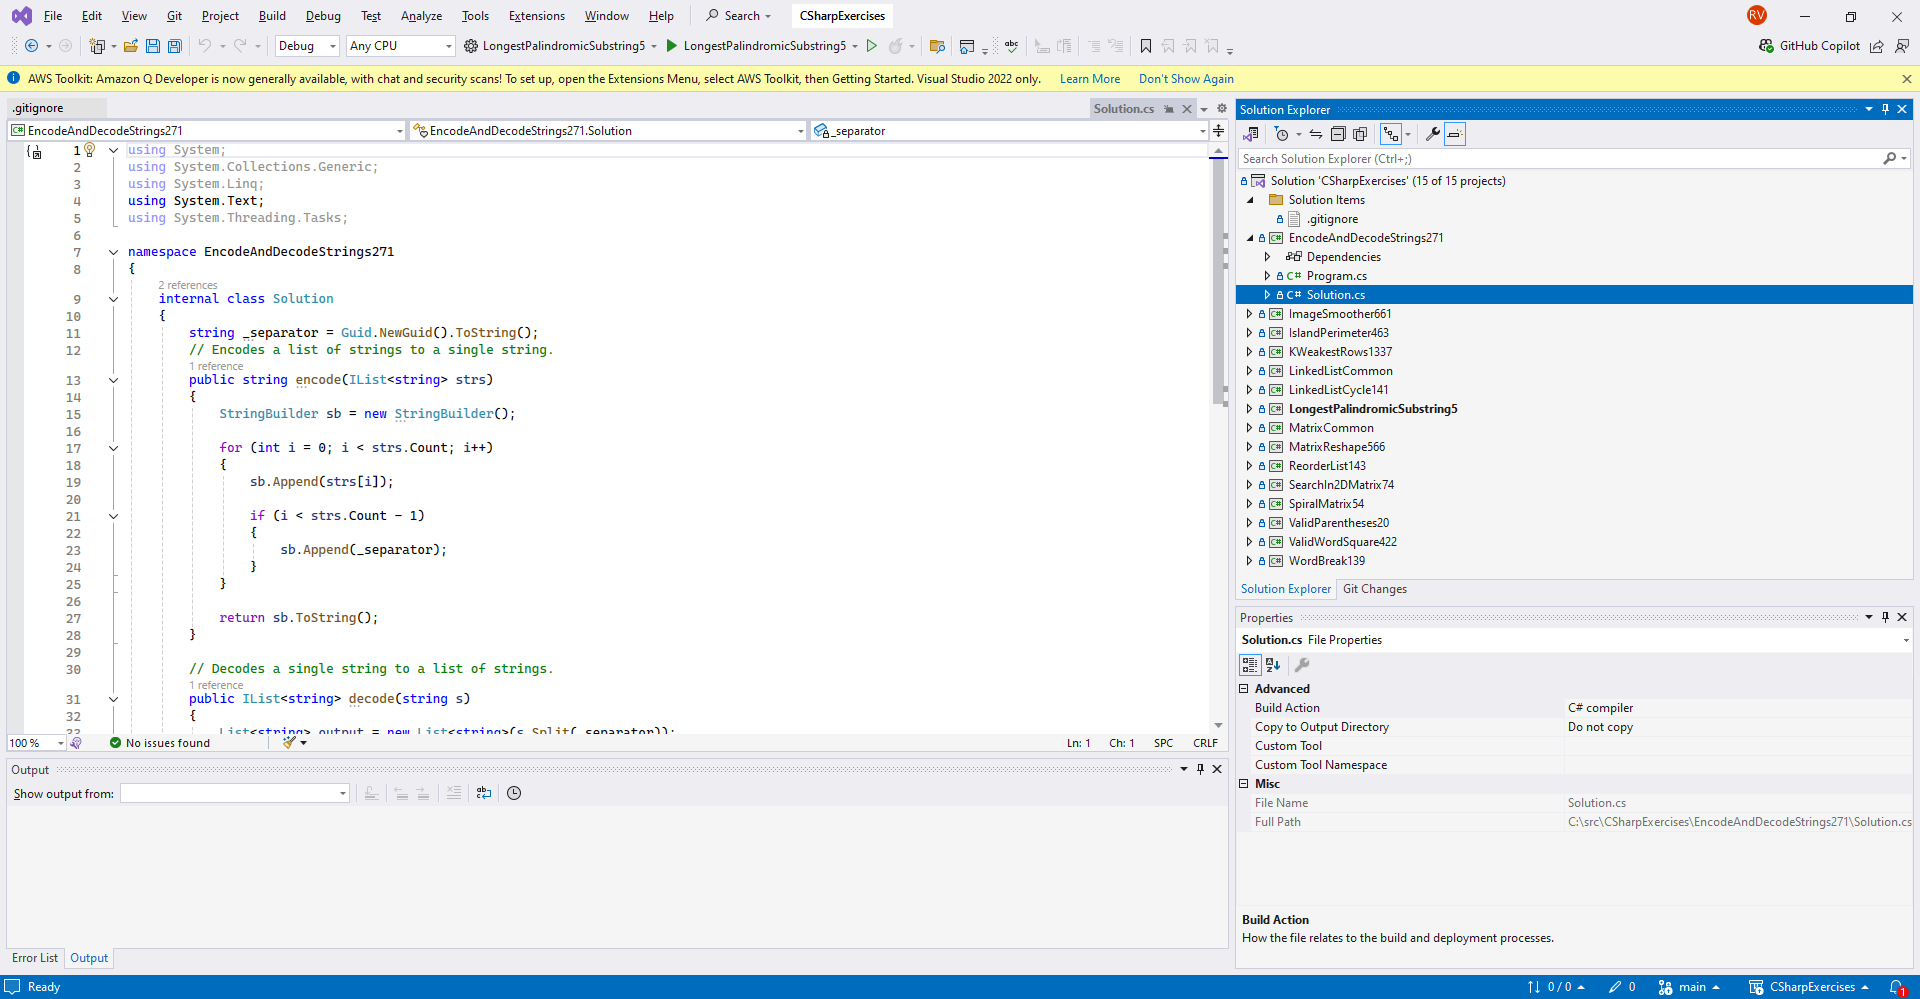 File Edit View Git Project Build Debug Test Analyze Tools Extensions Window Help Search CSharpExercises RV
Debug Any CPU LongestPalindromicSubstring5 LongestPalindromicSubstring5 GitHub Copilot
AWS Toolkit: Amazon Q Developer is now generally available, with chat and security scans! To set up, open the Extensions Menu, select AWS Toolkit, then Getting Started. Visual Studio 2022 only. Learn More Don't Show Again
.gitignore Solution.cs
EncodeAndDecodeStrings271 EncodeAndDecodeStrings271.Solution _separator
1 using System;
2 using System.Collections.Generic;
3 using System.Linq;
4 using System.Text;
5 using System.Threading.Tasks;
6
7 namespace EncodeAndDecodeStrings271
8 {
2 references
9 internal class Solution
10 {
11 string _separator = Guid.NewGuid().ToString();
12 // Encodes a list of strings to a single string.
1 reference
13 public string encode(IList<string> strs)
14 {
15 StringBuilder sb = new StringBuilder();
16
17 for (int i = 0; i < strs.Count; i++)
18 {
19 sb.Append(strs[i]);
20
21 if (i < strs.Count - 1)
22 {
23 sb.Append(_separator);
24 }
25 }
26
27 return sb.ToString();
28 }
29
30 // Decodes a single string to a list of strings.
1 reference
31 public IList<string> decode(string s)
32 {
33 List<string> output = new List<string>(s.Split(_separator));
100 % No issues found Ln: 1 Ch: 1 SPC CRLF
Output
Show output from:
Error List Output
Solution Explorer
Search Solution Explorer (Ctrl+;)
Solution 'CSharpExercises' (15 of 15 projects)
Solution Items
.gitignore
C# EncodeAndDecodeStrings271
Dependencies
C# Program.cs
C# Solution.cs
C# ImageSmoother661
C# IslandPerimeter463
C# KWeakestRows1337
C# LinkedListCommon
C# LinkedListCycle141
C# LongestPalindromicSubstring5
C# MatrixCommon
C# MatrixReshape566
C# ReorderList143
C# SearchIn2DMatrix74
C# SpiralMatrix54
C# ValidParentheses20
C# ValidWordSquare422
C# WordBreak139
Solution Explorer Git Changes
Properties
Solution.cs File Properties
Advanced
Build Action C# compiler
Copy to Output Directory Do not copy
Custom Tool
Custom Tool Namespace
Misc
File Name Solution.cs
Full Path C:\src\CSharpExercises\EncodeAndDecodeStrings271\Solution.cs
Build Action
How the file relates to the build and deployment processes.
Ready 0 / 0 0 main CSharpExercises 1